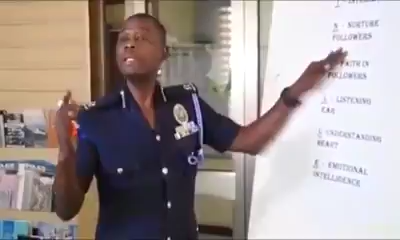 N - NURTURE
FOLLOWERS
FAITH IN
FOLLOWERS
L - LISTENING
EAR
U - UNDERSTANDING
HEART
E - EMOTIONAL
INTELLIGENCE